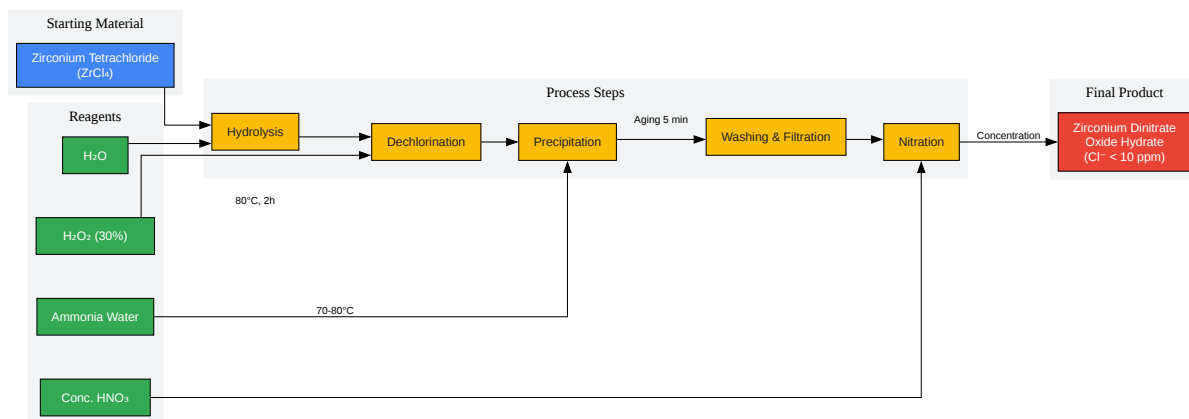 Starting Material
Zirconium Tetrachloride
(ZrCl₄)
Reagents
H₂O
H₂O₂ (30%)
Ammonia Water
Conc. HNO₃
Process Steps
Hydrolysis
Dechlorination
Precipitation
Aging 5 min
Washing & Filtration
Nitration
80°C, 2h
70-80°C
Concentration
Final Product
Zirconium Dinitrate
Oxide Hydrate
(Cl⁻ < 10 ppm)